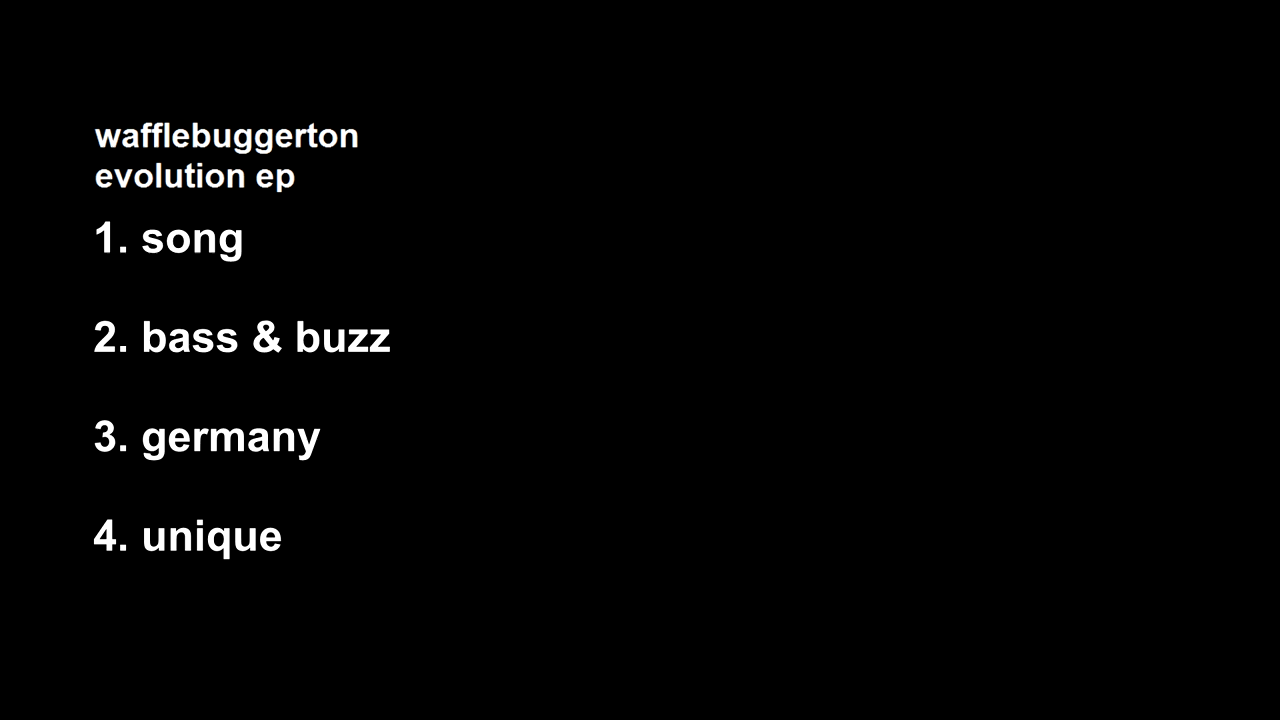 wafflebuggerton
evolution ep
1. song
2. bass & buzz
3. germany
4. unique